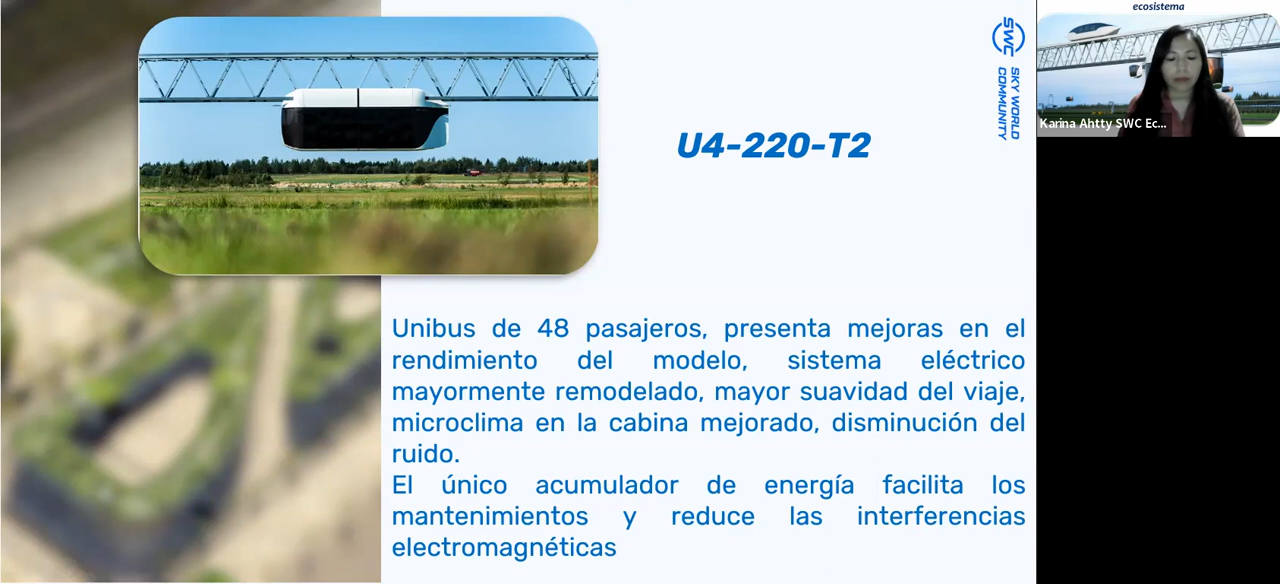 U4-220-T2
Unibus de 48 pasajeros, presenta mejoras en el
rendimiento del modelo, sistema eléctrico
mayormente remodelado, mayor suavidad del viaje,
microclima en la cabina mejorado, disminución del
ruido.
El único acumulador de energía facilita los
mantenimientos y reduce las interferencias
electromagnéticas
SWC
SKY WORLD
COMMUNITY
ecosistema
Karina Ahtty SWC Ec...